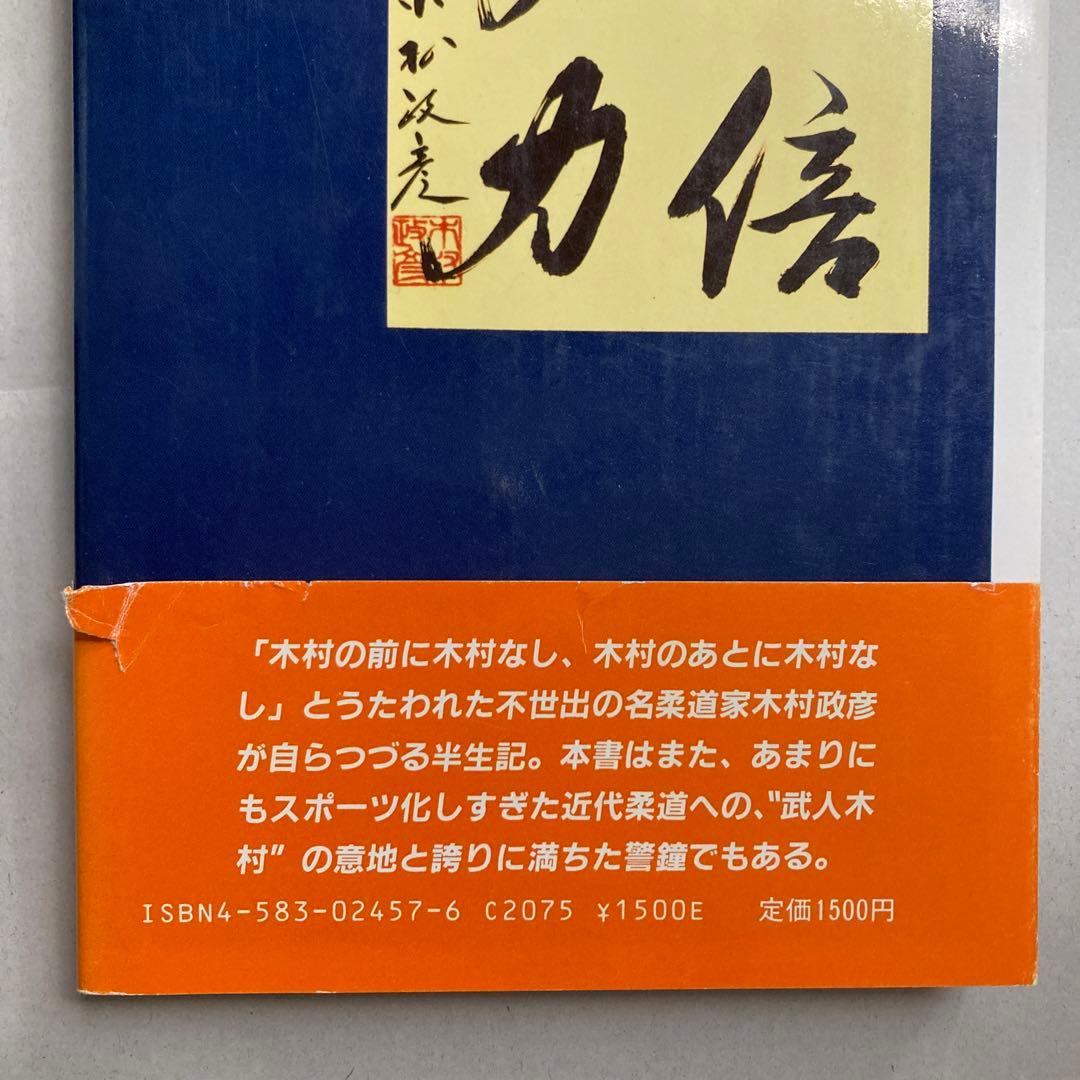 倍
力
政彦
「木村の前に木村なし、木村のあとに木村な
し」とうたわれた不世出の名柔道家木村政彦
が自らつづる半生記。本書はまた、あまりに
もスポーツ化しすぎた近代柔道への、〝武人木
村〟の意地と誇りに満ちた警鐘でもある。
ISBN4-583-02457-6 C2075 ¥1500E 定価1500円